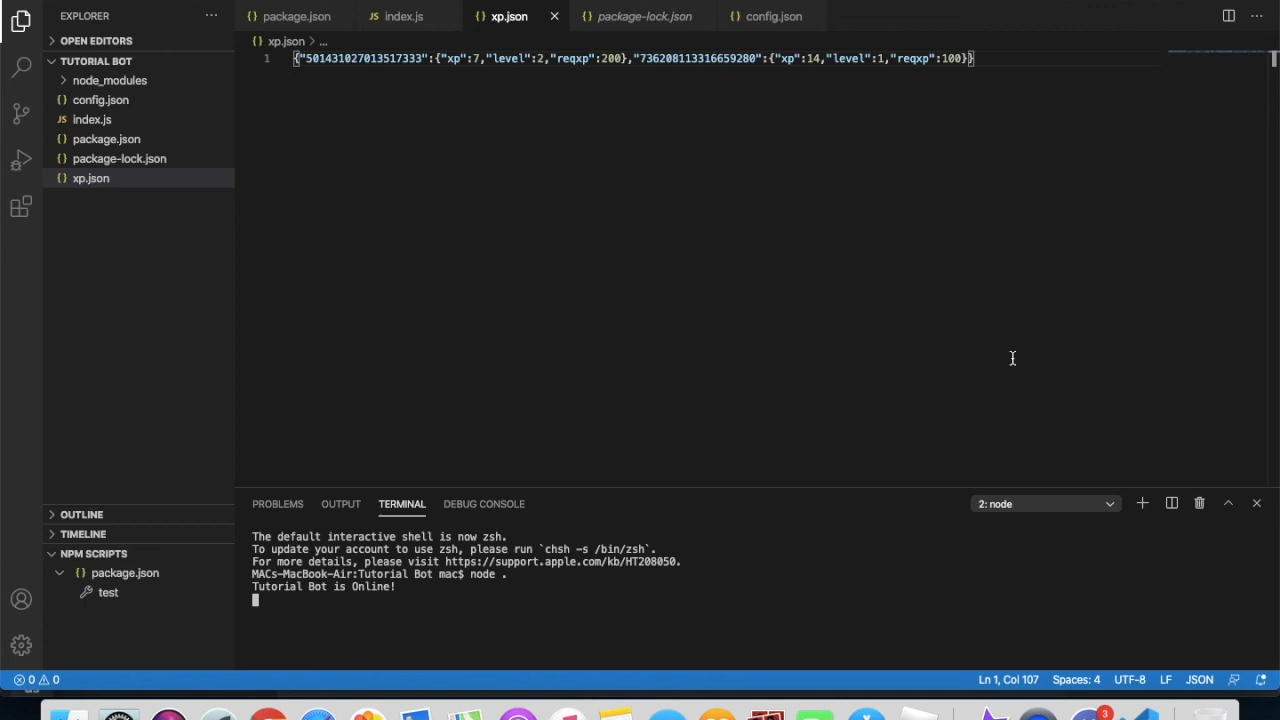 EXPLORER
package.json
index.js
xp.json
package-lock.json
config.json
OPEN EDITORS
TUTORIAL BOT
node_modules
config.json
index.js
package.json
package-lock.json
xp.json
xp.json > ...
1 {"501431027013517333":{"xp":7,"level":2,"reqxp":200},"736208113316659280":{"xp":14,"level":1,"reqxp":100}}
OUTLINE
TIMELINE
NPM SCRIPTS
package.json
test
PROBLEMS OUTPUT TERMINAL DEBUG CONSOLE
2: node
The default interactive shell is now zsh.
To update your account to use zsh, please run `chsh -s /bin/zsh`.
For more details, please visit https://support.apple.com/kb/HT208050.
MACs-MacBook-Air:Tutorial Bot mac$ node .
Tutorial Bot is Online!
0 0
Ln 1, Col 107 Spaces: 4 UTF-8 LF JSON
3